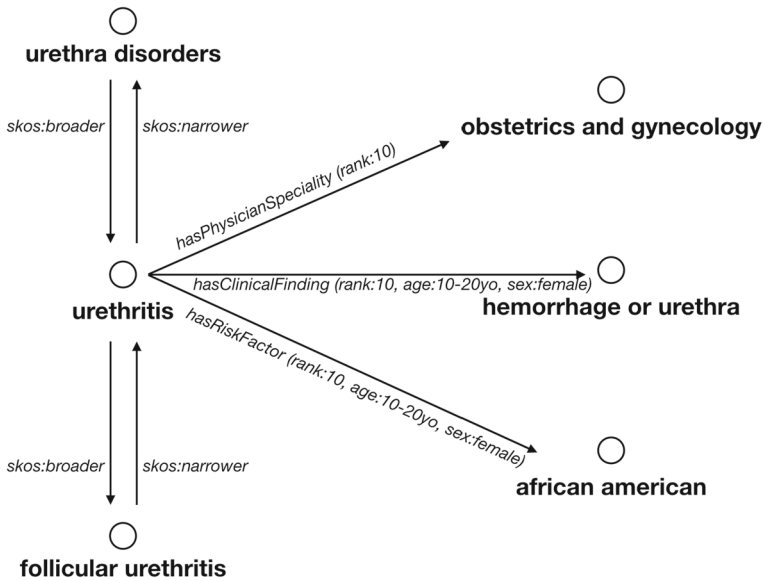 urethra disorders
skos:broader
skos:narrower
obstetrics and gynecology
hasPhysicianSpeciality (rank:10)
urethritis
hasClinicalFinding (rank:10, age:10-20yo, sex:female)
hemorrhage or urethra
hasRiskFactor (rank:10, age:10-20yo, sex:female)
skos:broader
skos:narrower
african american
follicular urethritis